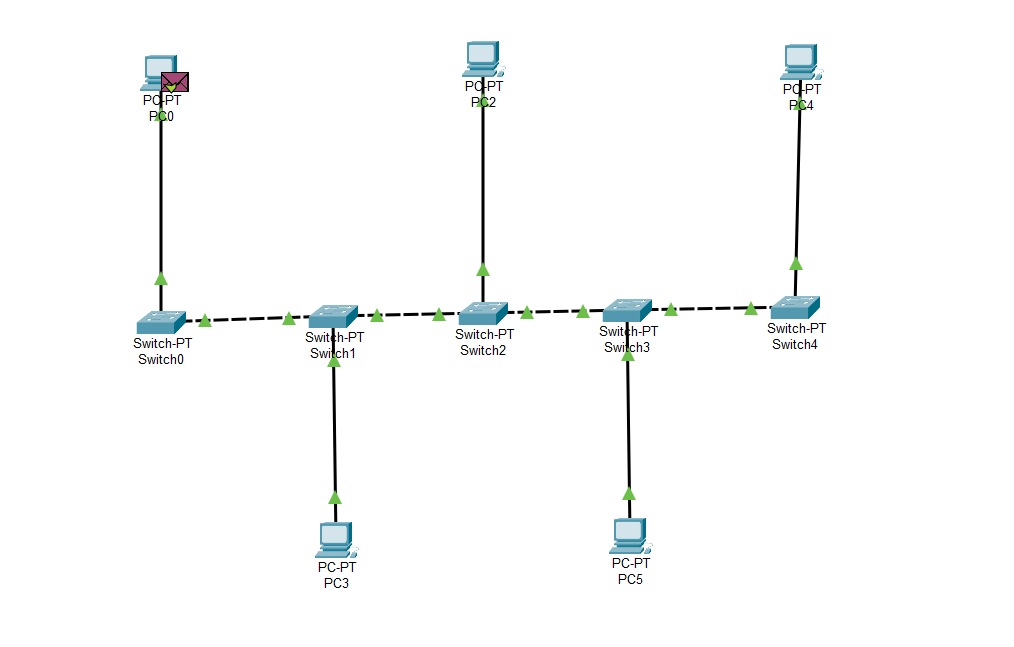 PC-PT
PC0
PC-PT
PC2
PC-PT
PC4
Switch-PT
Switch0
Switch-PT
Switch1
Switch-PT
Switch2
Switch-PT
Switch3
Switch-PT
Switch4
PC-PT
PC3
PC-PT
PC5